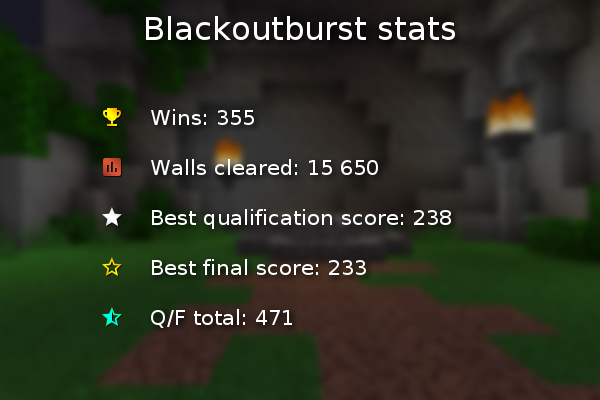 Blackoutburst stats
Wins: 355
Walls cleared: 15 650
Best qualification score: 238
Best final score: 233
Q/F total: 471